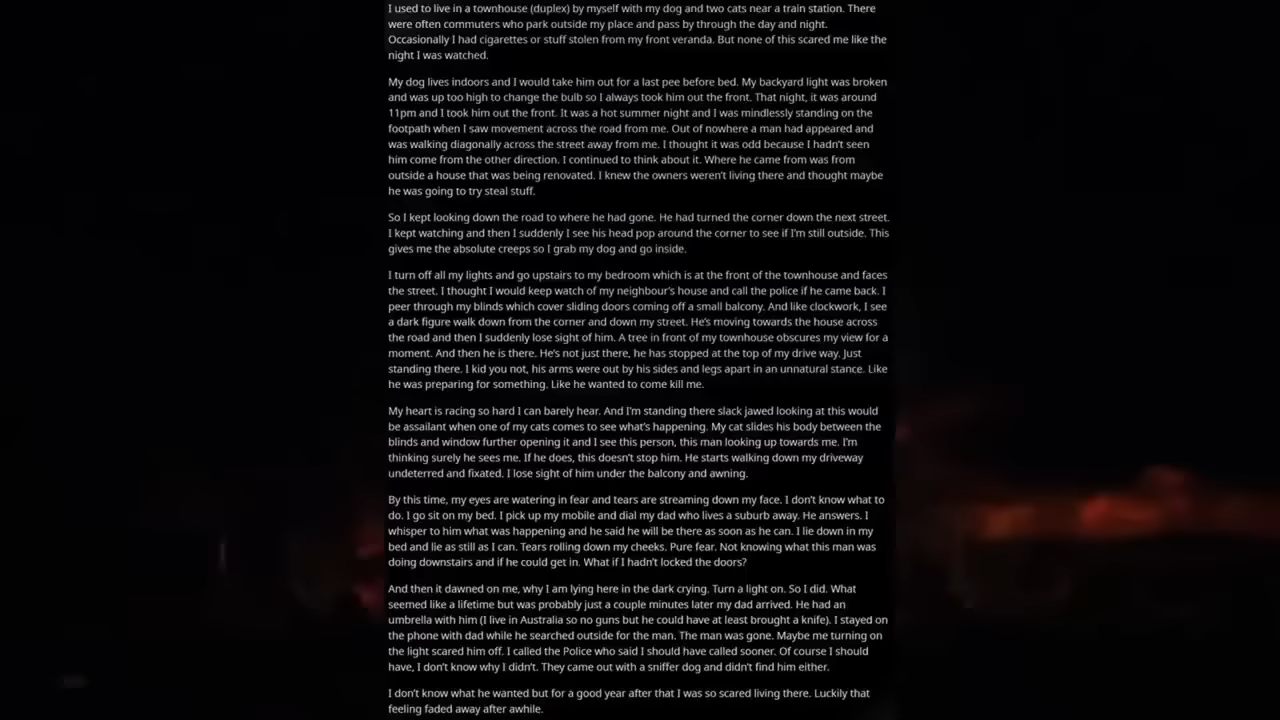 I used to live in a townhouse (duplex) by myself with my dog and two cats near a train station. There
were often commuters who park outside my place and pass by through the day and night.
Occasionally I had cigarettes or stuff stolen from my front veranda. But none of this scared me like the
night I was watched.
My dog lives indoors and I would take him out for a last pee before bed. My backyard light was broken
and was up too high to change the bulb so I always took him out the front. That night, it was around
11pm and I took him out the front. It was a hot summer night and I was mindlessly standing on the
footpath when I saw movement across the road from me. Out of nowhere a man had appeared and
was walking diagonally across the street away from me. I thought it was odd because I hadn't seen
him come from the other direction. I continued to think about it. Where he came from was from
outside a house that was being renovated. I knew the owners weren't living there and thought maybe
he was going to try steal stuff.
So I kept looking down the road to where he had gone. He had turned the corner down the next street.
I kept watching and then I suddenly I see his head pop around the corner to see if I'm still outside. This
gives me the absolute creeps so I grab my dog and go inside.
I turn off all my lights and go upstairs to my bedroom which is at the front of the townhouse and faces
the street. I thought I would keep watch of my neighbour's house and call the police if he came back. I
peer through my blinds which cover sliding doors coming off a small balcony. And like clockwork, I see
a dark figure walk down from the corner and down my street. He's moving towards the house across
the road and then I suddenly lose sight of him. A tree in front of my townhouse obscures my view for a
moment. And then he is there. He's not just there, he has stopped at the top of my drive way. Just
standing there. I kid you not, his arms were out by his sides and legs apart in an unnatural stance. Like
he was preparing for something. Like he wanted to come kill me.
My heart is racing so hard I can barely hear. And I'm standing there slack jawed looking at this would
be assailant when one of my cats comes to see what's happening. My cat slides his body between the
blinds and window further opening it and I see this person, this man looking up towards me. I'm
thinking surely he sees me. If he does, this doesn't stop him. He starts walking down my driveway
undeterred and fixated. I lose sight of him under the balcony and awning.
By this time, my eyes are watering in fear and tears are streaming down my face. I don't know what to
do. I go sit on my bed. I pick up my mobile and dial my dad who lives a suburb away. He answers. I
whisper to him what was happening and he said he will be there as soon as he can. I lie down in my
bed and lie as still as I can. Tears rolling down my cheeks. Pure fear. Not knowing what this man was
doing downstairs and if he could get in. What if I hadn't locked the doors?
And then it dawned on me, why I am lying here in the dark crying. Turn a light on. So I did. What
seemed like a lifetime but was probably just a couple minutes later my dad arrived. He had an
umbrella with him (I live in Australia so no guns but he could have at least brought a knife). I stayed on
the phone with dad while he searched outside for the man. The man was gone. Maybe me turning on
the light scared him off. I called the Police who said I should have called sooner. Of course I should
have, I don't know why I didn't. They came out with a sniffer dog and didn't find him either.
I don't know what he wanted but for a good year after that I was so scared living there. Luckily that
feeling faded away after awhile.